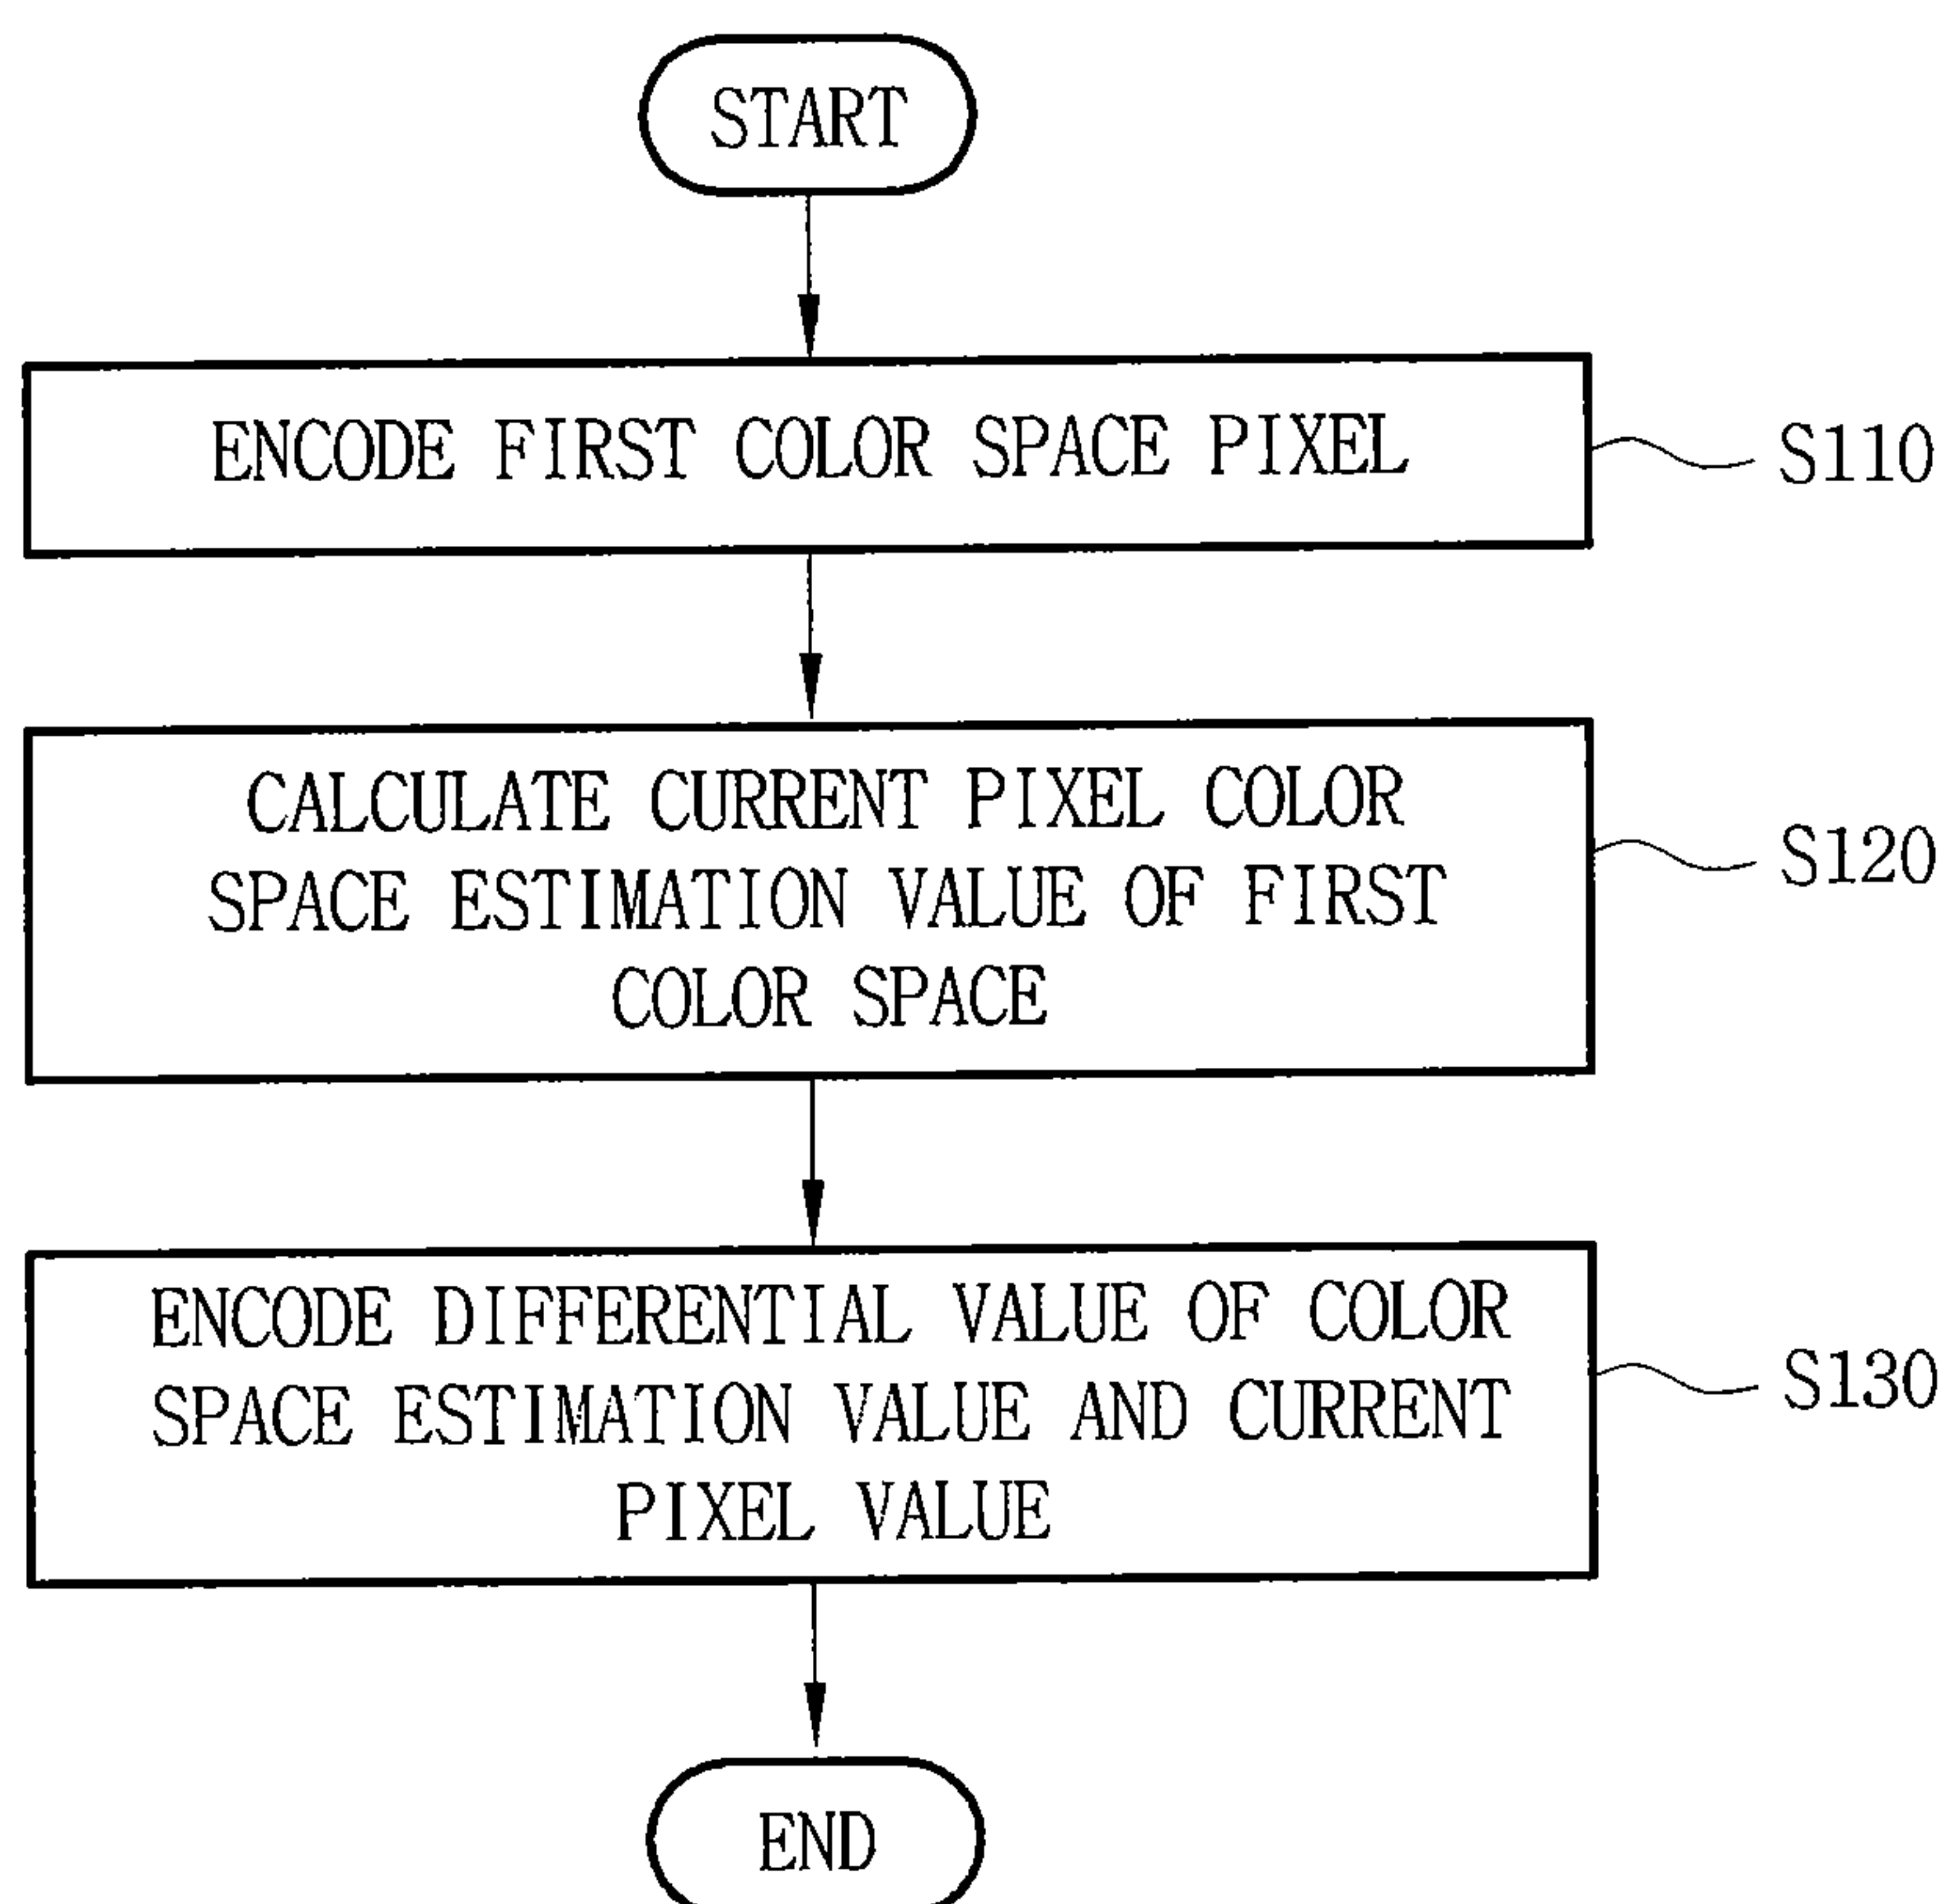 START
ENCODE FIRST COLOR SPACE PIXEL
S110
CALCULATE CURRENT PIXEL COLOR
SPACE ESTIMATION VALUE OF FIRST
COLOR SPACE
S120
ENCODE DIFFERENTIAL VALUE OF COLOR
SPACE ESTIMATION VALUE AND CURRENT
PIXEL VALUE
S130
END